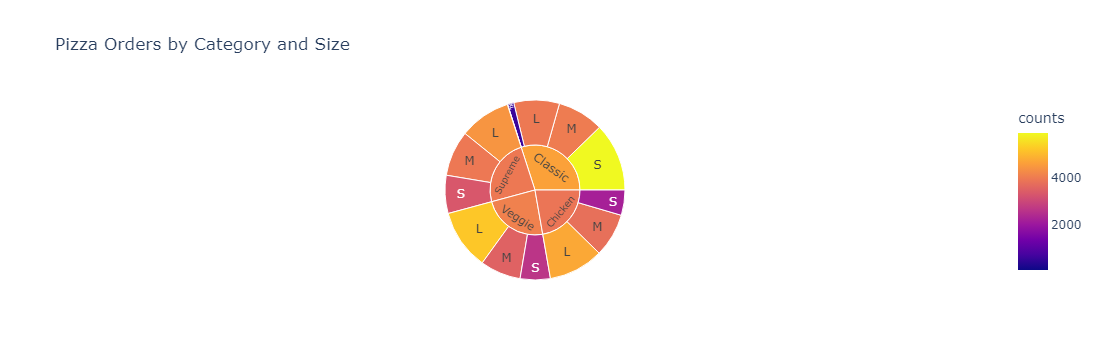 Pizza Orders by Category and Size
counts
4000
2000
Classic
S
M
L
Supreme
L
M
S
Veggie
L
M
S
Chicken
L
M
S